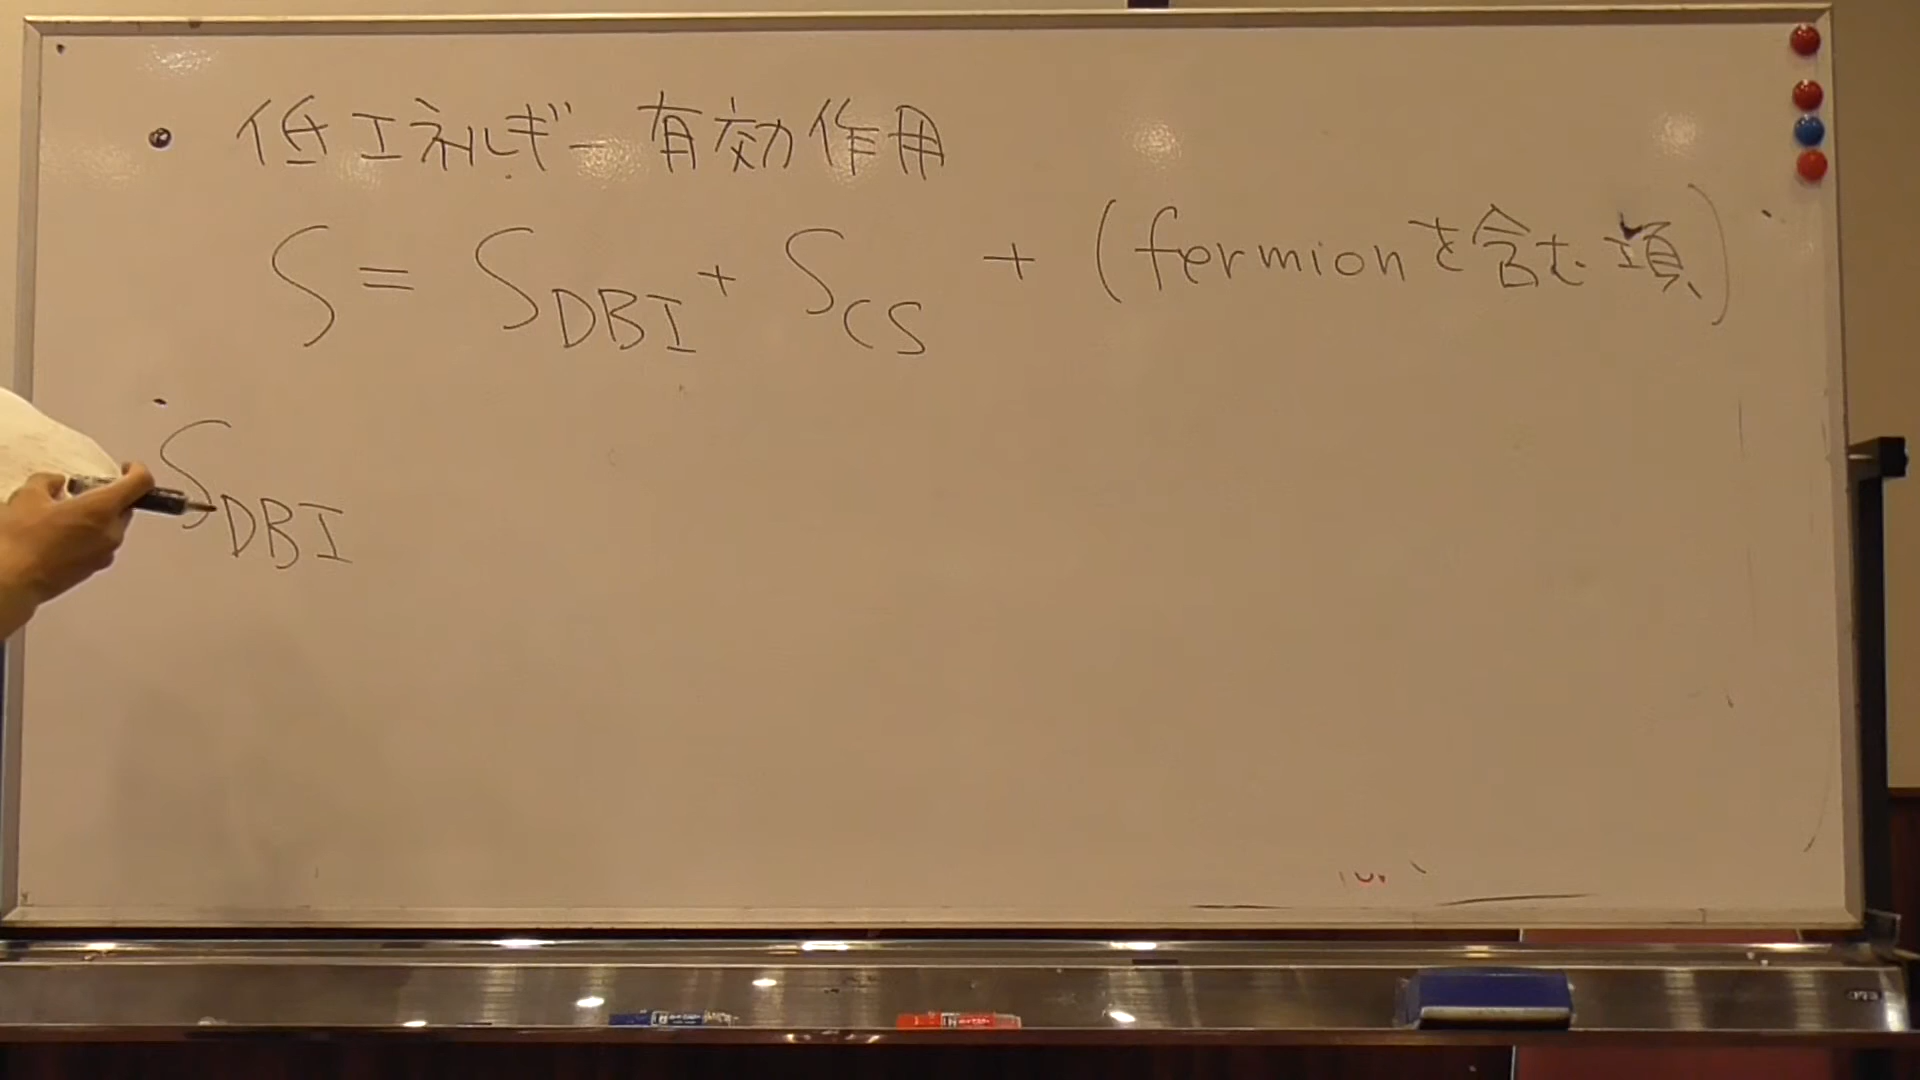 • 低エネルギー有効作用
S = S_DBI + S_CS + (fermionを含む項)
S_DBI